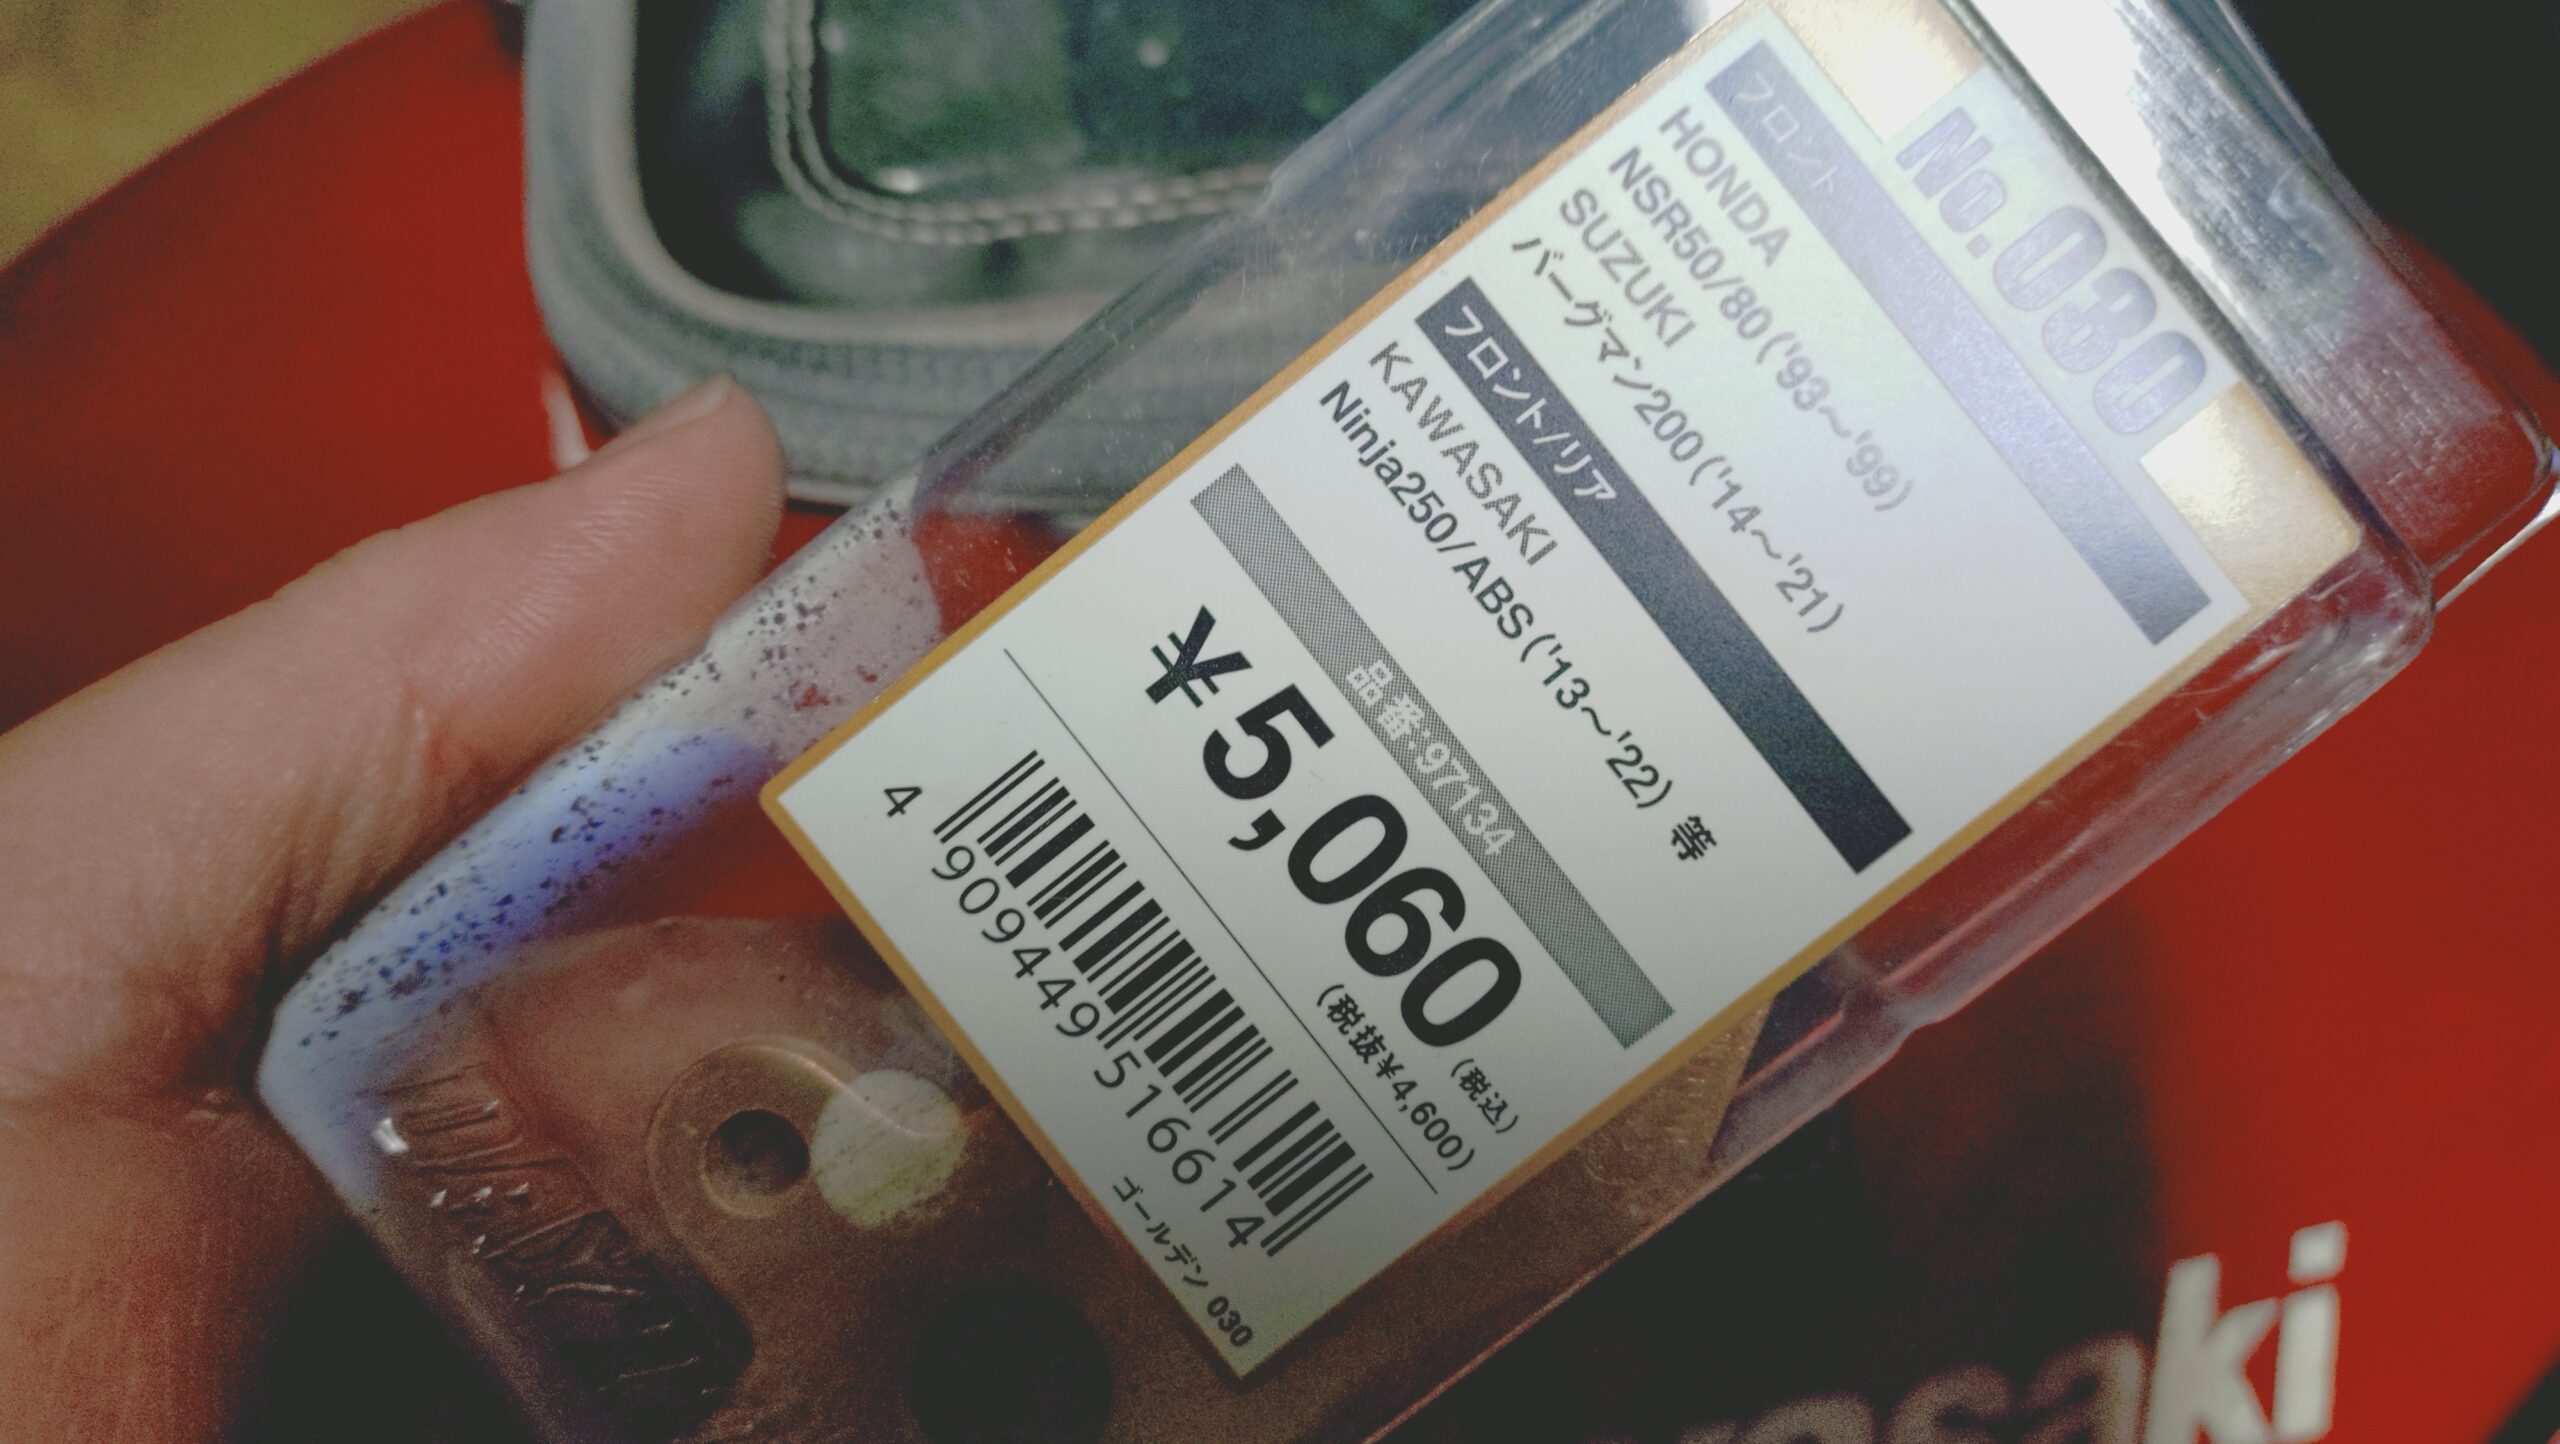 No.030
フロント
HONDA
NSR50/80('93～'99)
SUZUKI
バーグマン200('14～'21)
フロント/リア
KAWASAKI
Ninja250/ABS('13～'22) 等
品番:97134
¥5,060(税込)
(税抜¥4,600)
4 909449 516614
ゴールデン 030
ki